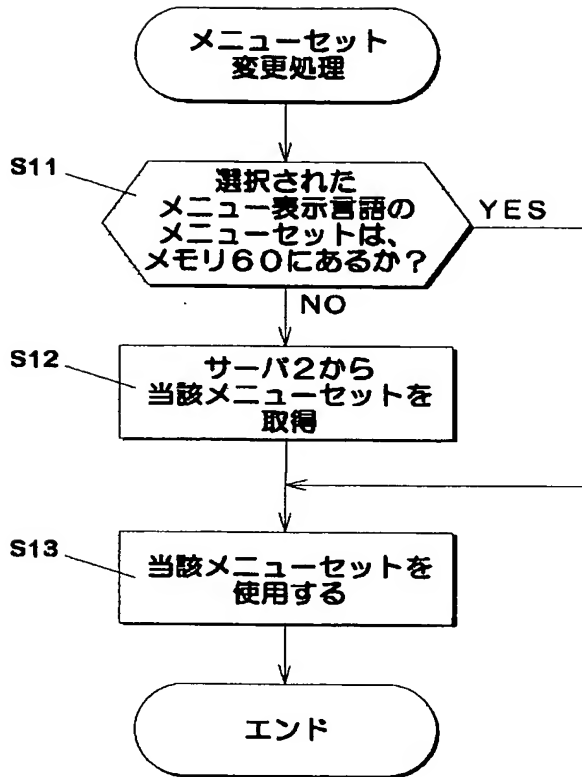 メニューセット
変更処理
S11
選択された
メニュー表示言語の
メニューセットは、
メモリ60にあるか？
YES
NO
S12
サーバ2から
当該メニューセットを
取得
S13
当該メニューセットを
使用する
エンド